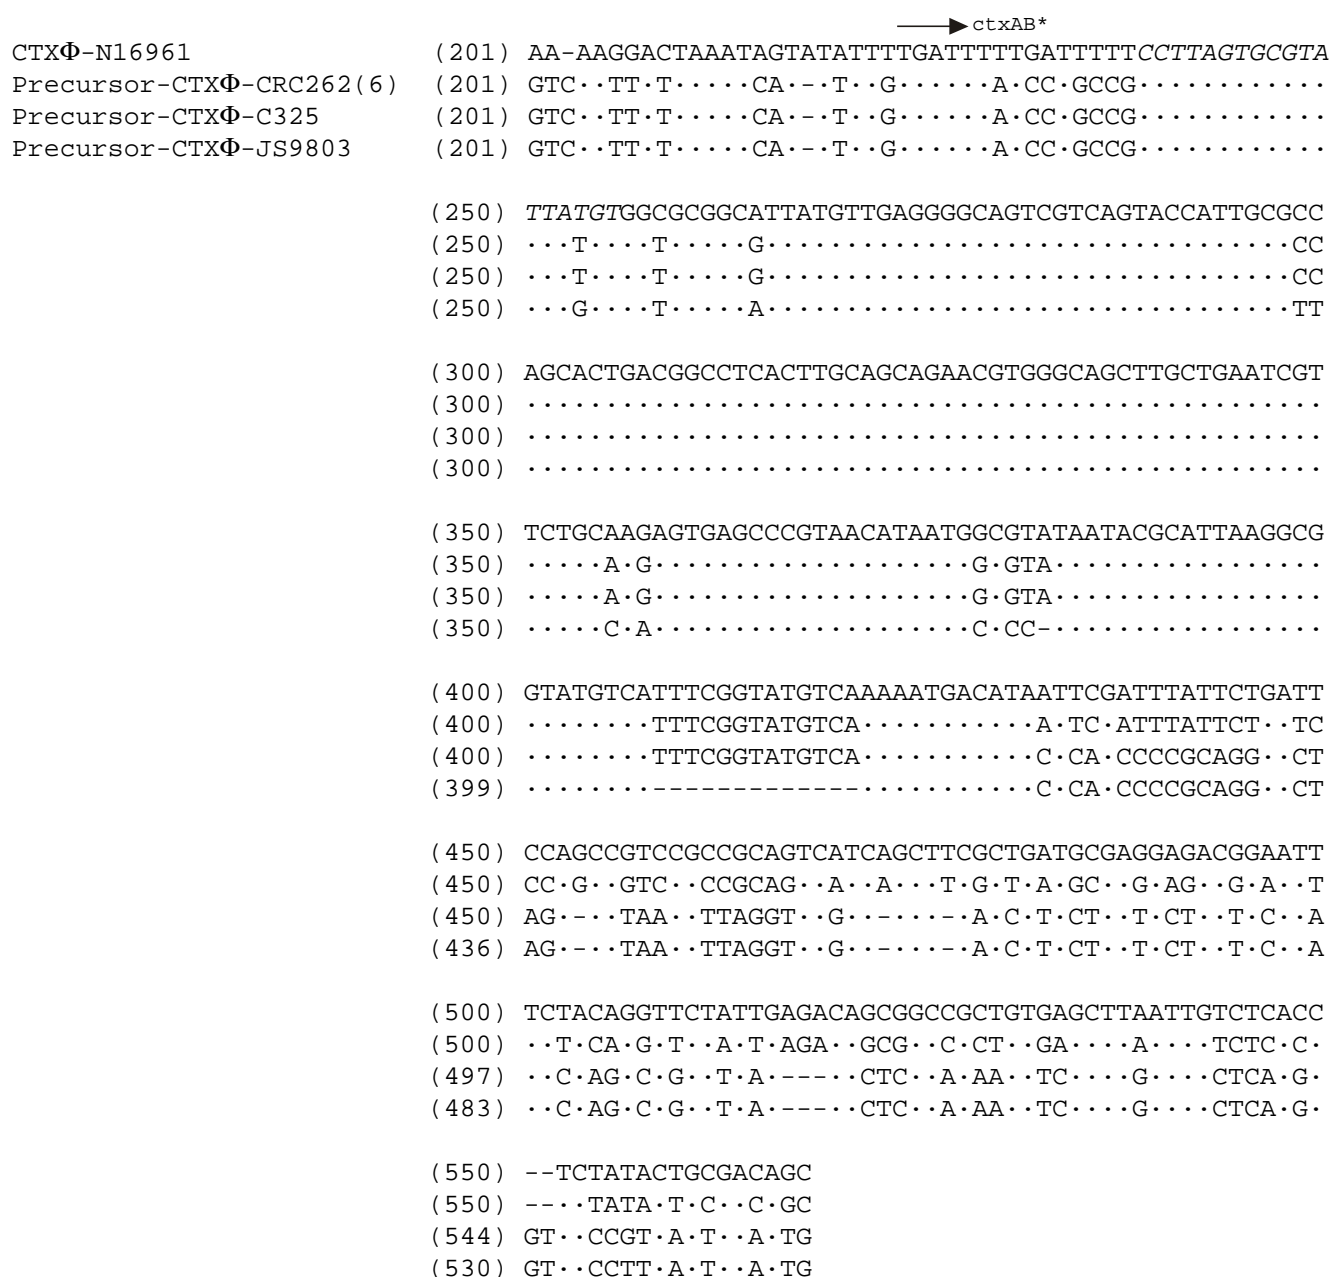 ctxAB*
CTXΦ-N16961 (201) AA-AAGGACTAAATAGTATATTTTGATTTTTGATTTTTCCTTAGTGCGTA
Precursor-CTXΦ-CRC262(6) (201) GTC··TT·T·····CA·-·T··G······A·CC·GCCG············
Precursor-CTXΦ-C325 (201) GTC··TT·T·····CA·-·T··G······A·CC·GCCG············
Precursor-CTXΦ-JS9803 (201) GTC··TT·T·····CA·-·T··G······A·CC·GCCG············
(250) TTATGTGGCGCGGCATTATGTTGAGGGGCAGTCGTCAGTACCATTGCGCC
(250) ···T····T·····G·································CC
(250) ···T····T·····G·································CC
(250) ···G····T·····A·································TT
(300) AGCACTGACGGCCTCACTTGCAGCAGAACGTGGGCAGCTTGCTGAATCGT
(300) ··················································
(300) ··················································
(300) ··················································
(350) TCTGCAAGAGTGAGCCCGTAACATAATGGCGTATAATACGCATTAAGGCG
(350) ·····A·G····················G·GTA·················
(350) ·····A·G····················G·GTA·················
(350) ·····C·A····················C·CC-·················
(400) GTATGTCATTTCGGTATGTCAAAAATGACATAATTCGATTTATTCTGATT
(400) ········TTTCGGTATGTCA···········A·TC·ATTTATTCT··TC
(400) ········TTTCGGTATGTCA···········C·CA·CCCCGCAGG··CT
(399) ········-------------···········C·CA·CCCCGCAGG··CT
(450) CCAGCCGTCCGCCGCAGTCATCAGCTTCGCTGATGCGAGGAGACGGAATT
(450) CC·G··GTC··CCGCAG··A··A···T·G·T·A·GC··G·AG··G·A··T
(450) AG·-··TAA··TTAGGT··G··-···-·A·C·T·CT··T·CT··T·C··A
(436) AG·-··TAA··TTAGGT··G··-···-·A·C·T·CT··T·CT··T·C··A
(500) TCTACAGGTTCTATTGAGACAGCGGCCGCTGTGAGCTTAATTGTCTCACC
(500) ··T·CA·G·T··A·T·AGA··GCG··C·CT··GA····A····TCTC·C·
(497) ··C·AG·C·G··T·A·---··CTC··A·AA··TC····G····CTCA·G·
(483) ··C·AG·C·G··T·A·---··CTC··A·AA··TC····G····CTCA·G·
(550) --TCTATACTGCGACAGC
(550) --··TATA·T·C··C·GC
(544) GT··CCGT·A·T··A·TG
(530) GT··CCTT·A·T··A·TG